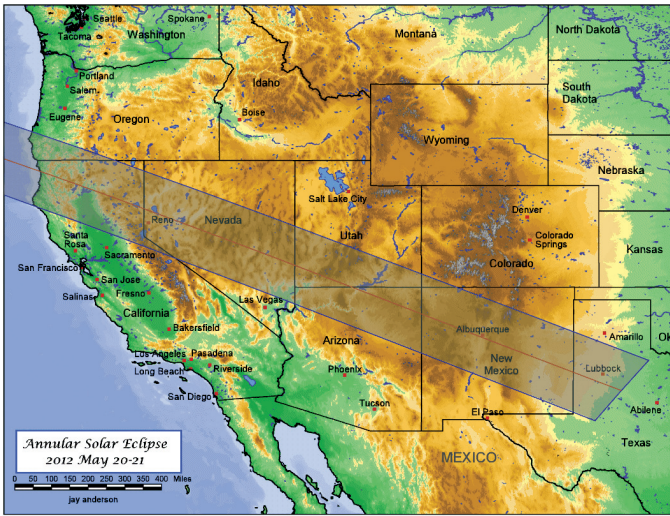 Seattle
Spokane
Tacoma
Washington
Montana
North Dakota
Portland
Salem
Idaho
South
Dakota
Eugene
Oregon
Boise
Wyoming
Nebraska
Salt Lake City
Reno
Nevada
Denver
Santa
Rosa
Sacramento
Utah
Colorado
Springs
Kansas
San Francisco
San Jose
Colorado
Salinas
Fresno
Las Vegas
California
Bakersfield
Albuquerque
Amarillo
Ok
Arizona
Los Angeles
Pasadena
New
Mexico
Long Beach
Riverside
Phoenix
Lubbock
San Diego
Tucson
El Paso
Abilene
Texas
Annular Solar Eclipse
2012 May 20-21
MEXICO
0 50 100 200 300 400 Miles
jay anderson